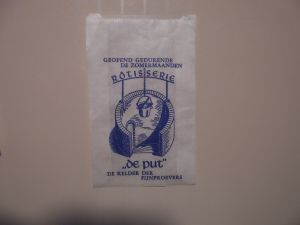 GEOPEND GEDURENDE
DE ZOMERMAANDEN
RÔTISSERIE
„De Put"
DE KELDER DER
FIJNPROEVERS